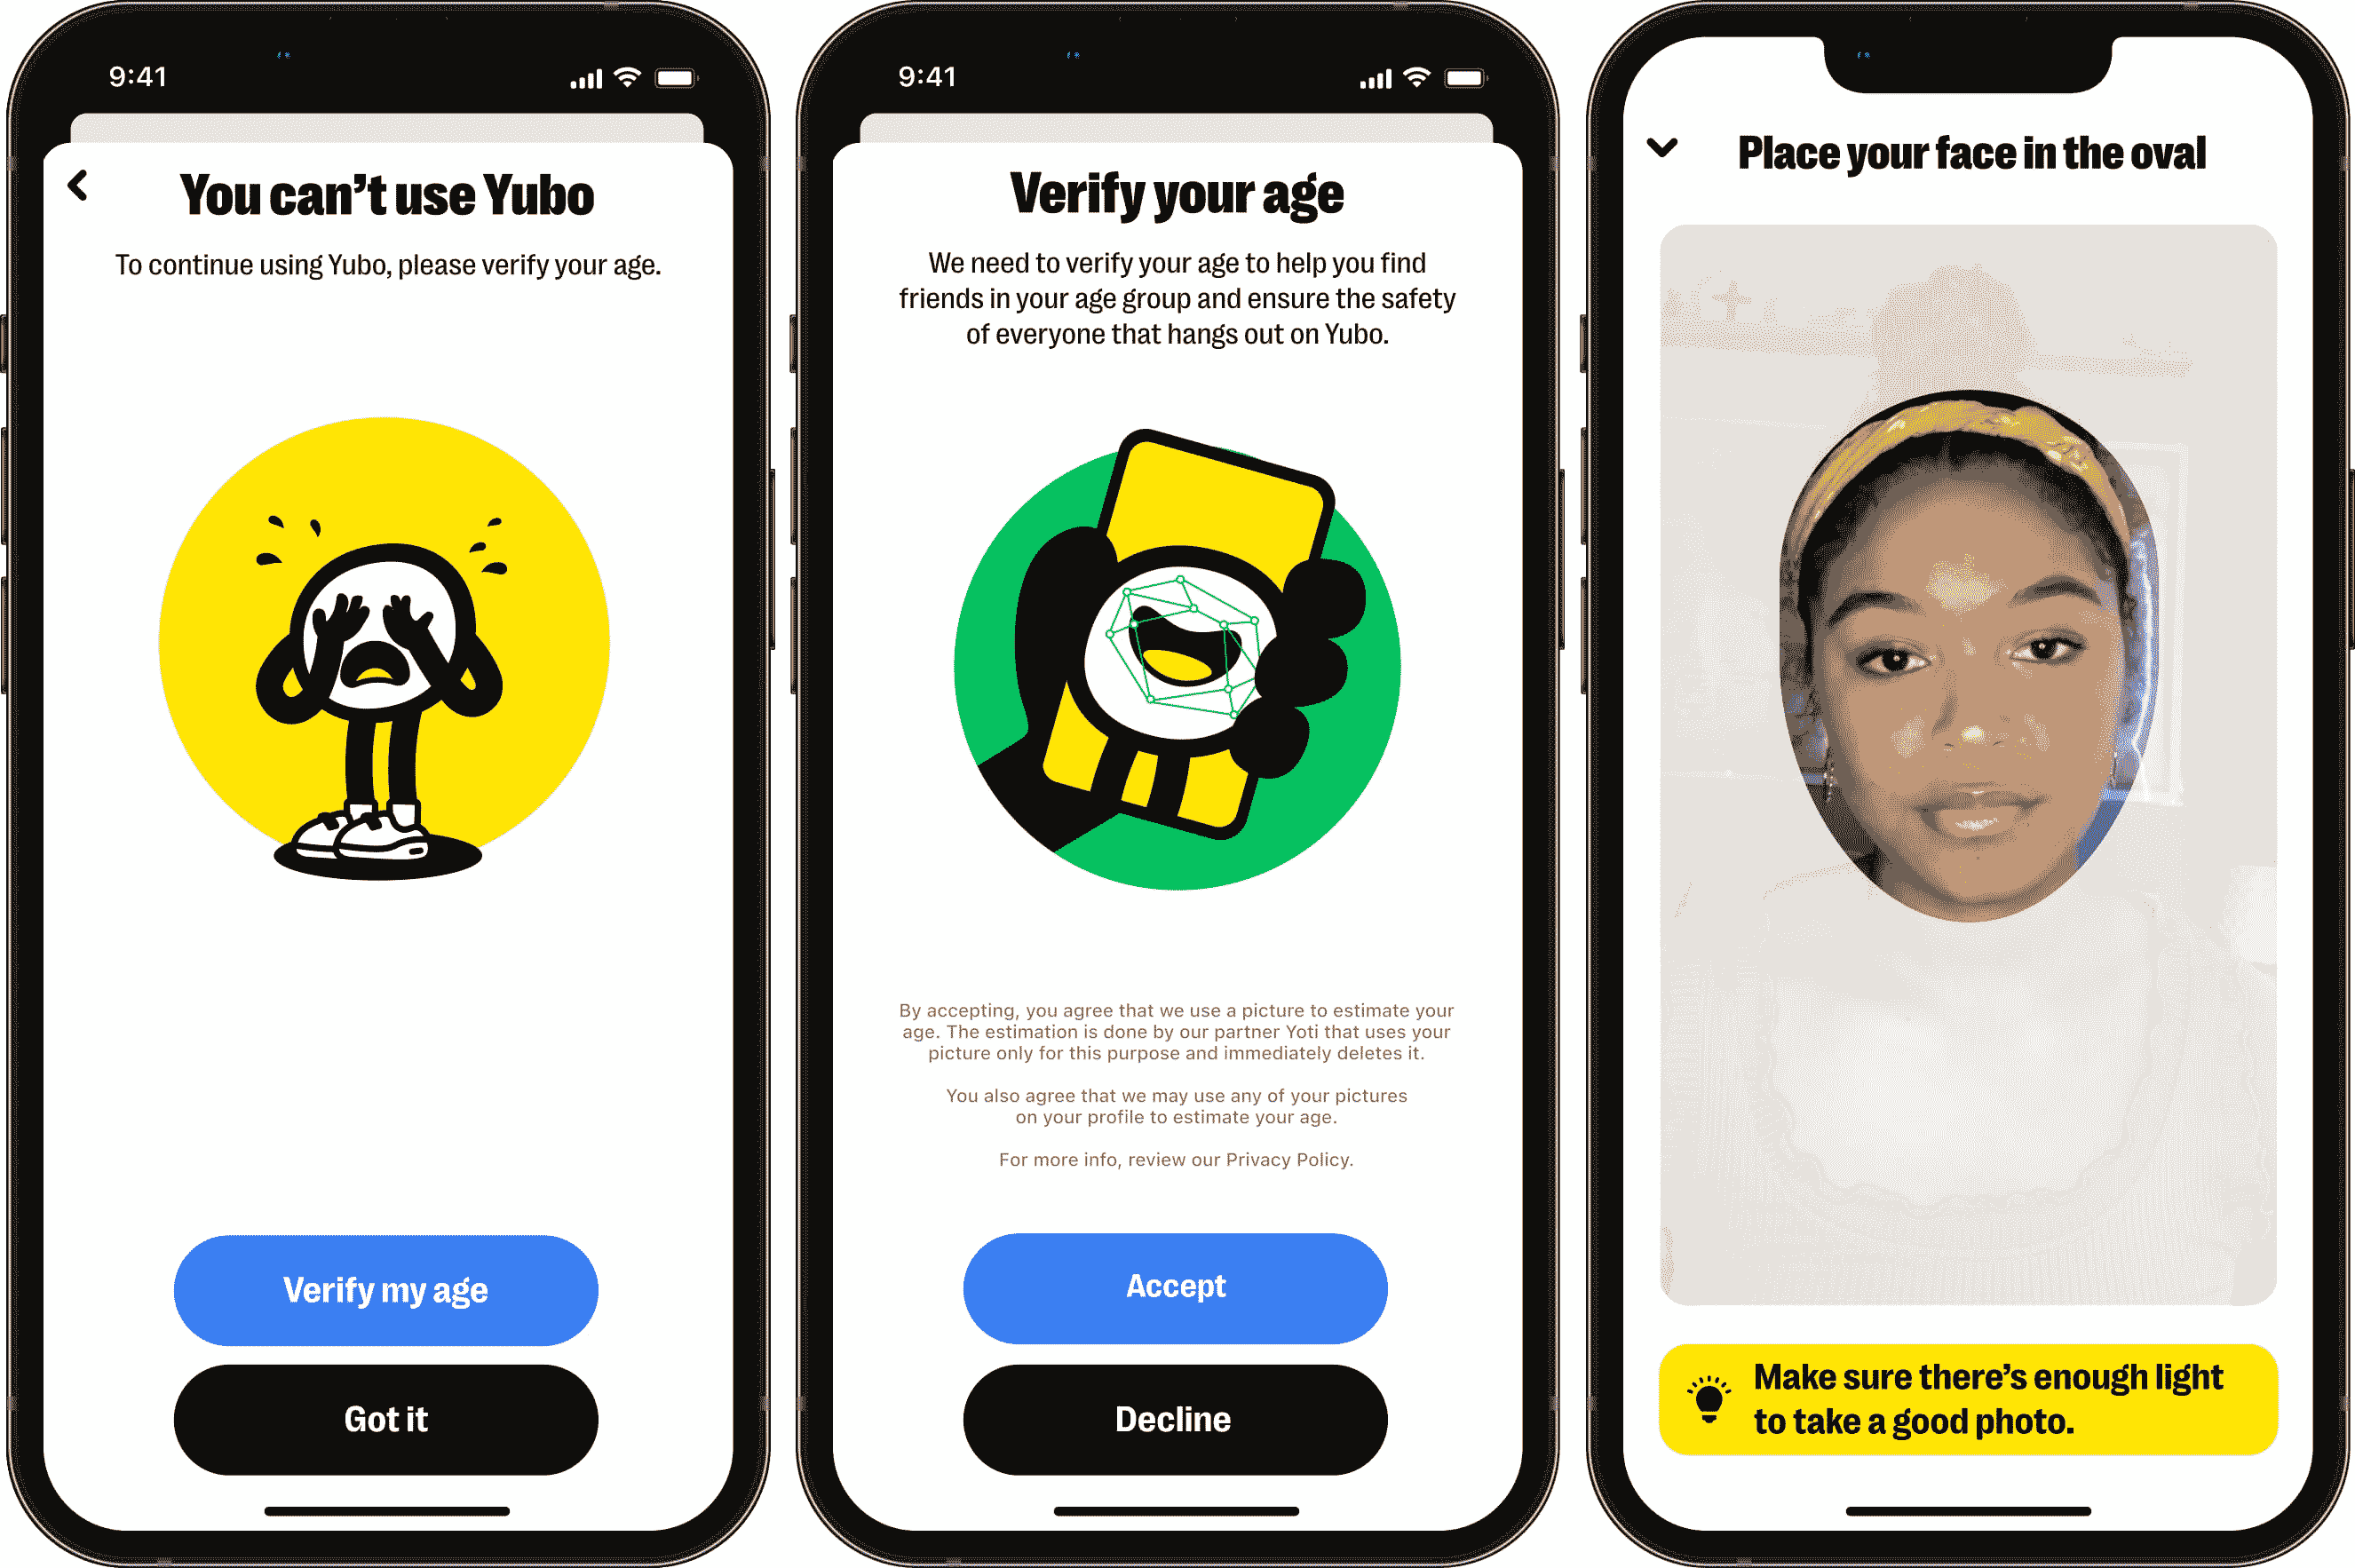 9:41
You can’t use Yubo
To continue using Yubo, please verify your age.
Verify my age
Got it
9:41
Verify your age
We need to verify your age to help you find
friends in your age group and ensure the safety
of everyone that hangs out on Yubo.
By accepting, you agree that we use a picture to estimate your
age. The estimation is done by our partner Yoti that uses your
picture only for this purpose and immediately deletes it.
You also agree that we may use any of your pictures
on your profile to estimate your age.
For more info, review our Privacy Policy.
Accept
Decline
Place your face in the oval
Make sure there’s enough light
to take a good photo.